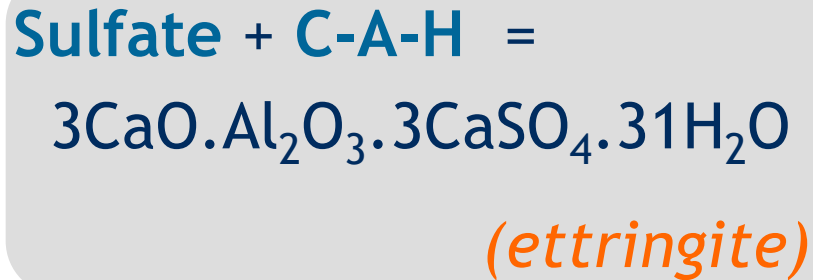 Sulfate + C-A-H =
3CaO.Al₂O₃.3CaSO₄.31H₂O
(ettringite)